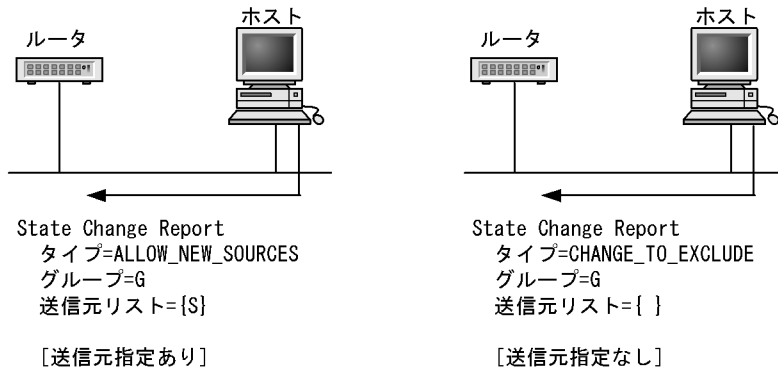 ホスト
ルータ
State Change Report
タイプ=ALLOW_NEW_SOURCES
グループ=G
送信元リスト={S}
[送信元指定あり]
ホスト
ルータ
State Change Report
タイプ=CHANGE_TO_EXCLUDE
グループ=G
送信元リスト={ }
[送信元指定なし]